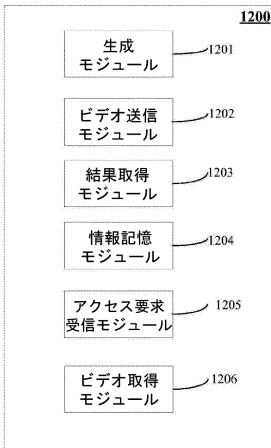 1200
生成
モジュール
1201
ビデオ送信
モジュール
1202
結果取得
モジュール
1203
情報記憶
モジュール
1204
アクセス要求
受信モジュール
1205
ビデオ取得
モジュール
1206